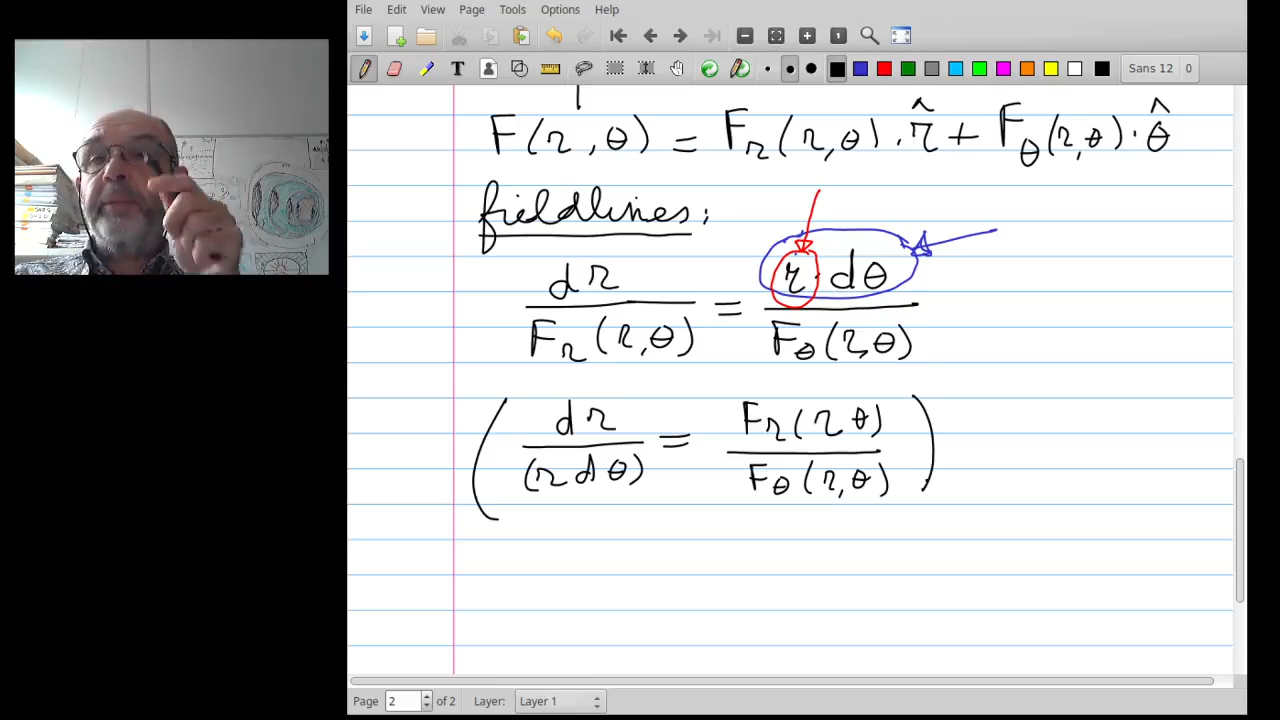 File Edit View Page Tools Options Help
Sans 12 0
F(r, θ) = F_r(r, θ) · r̂ + F_θ(r, θ) · θ̂
fieldlines:
dr / F_r(r, θ) = r · dθ / F_θ(r, θ)
( dr / (r dθ) = F_r(r θ) / F_θ(r, θ) )
Page 2 of 2 Layer: Layer 1